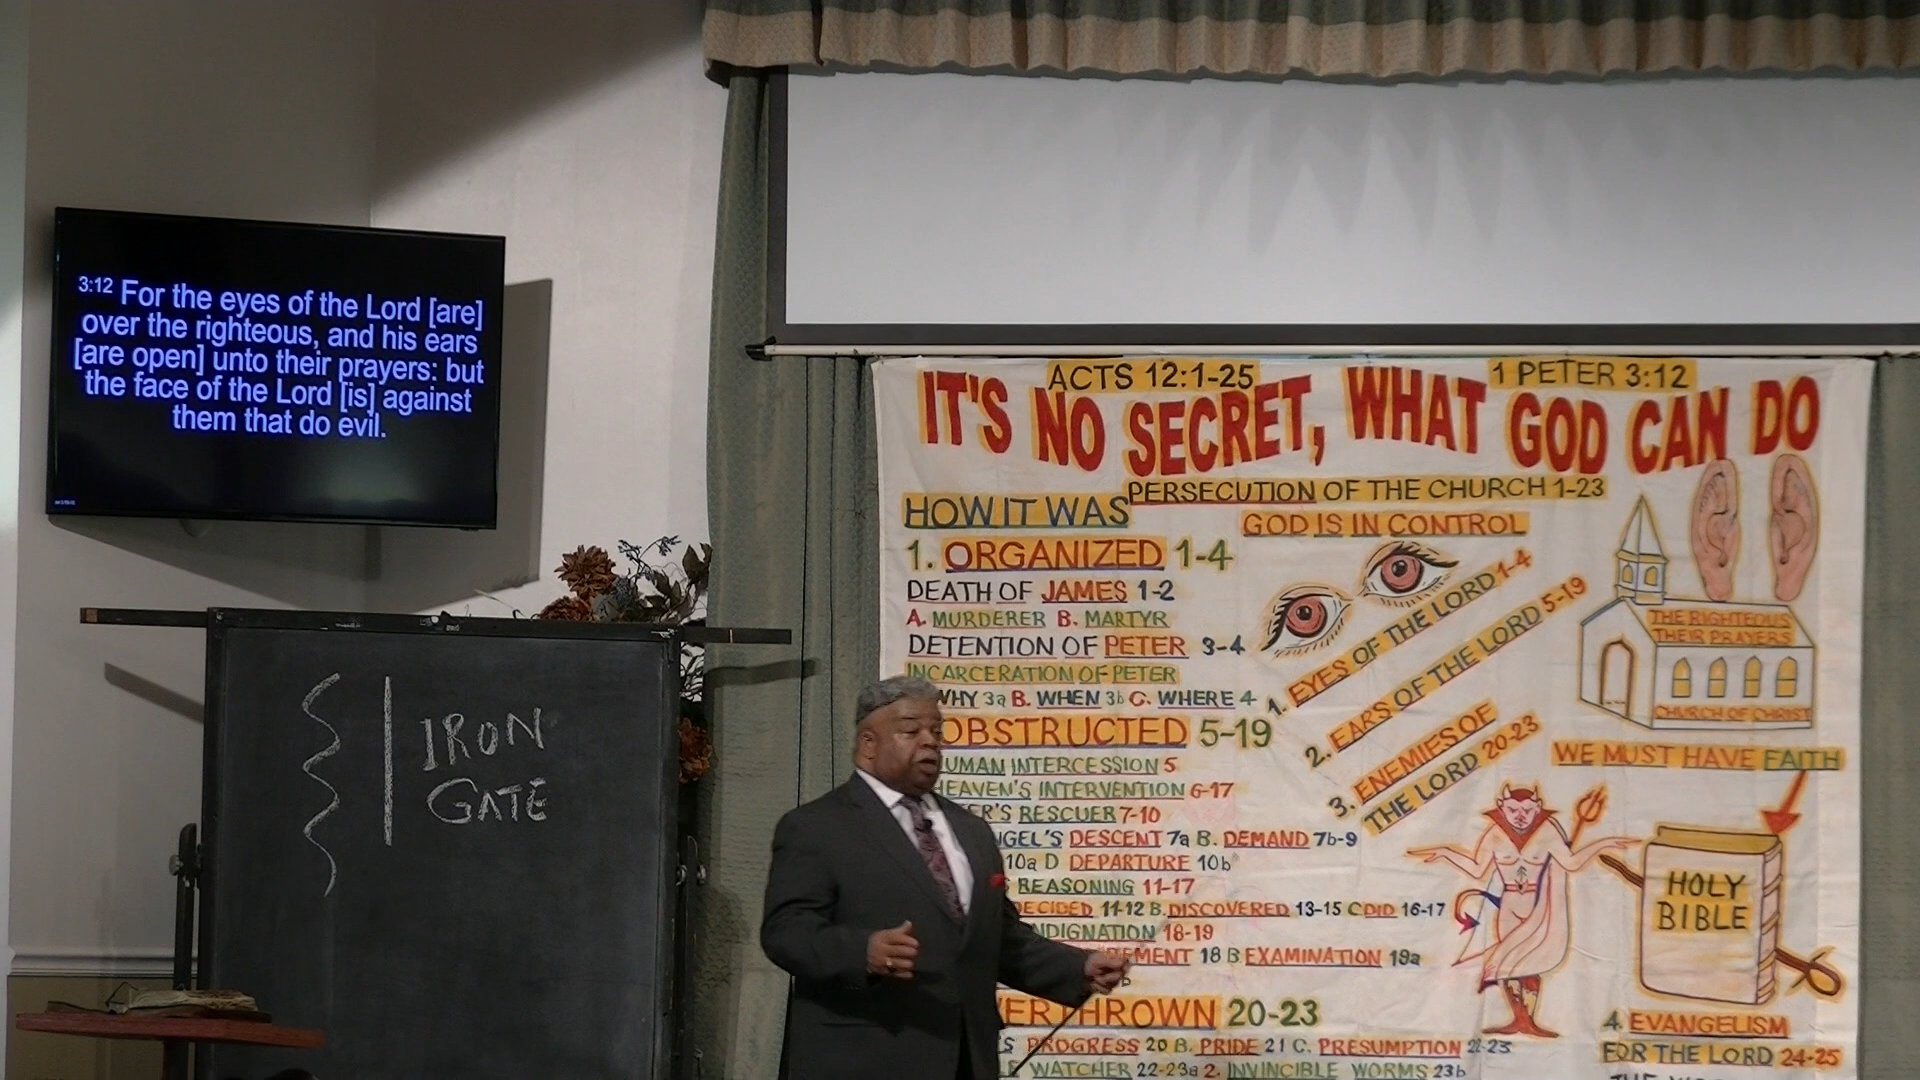 3:12 For the eyes of the Lord [are]
over the righteous, and his ears
[are open] unto their prayers: but
the face of the Lord [is] against
them that do evil.
IRON
GATE
ACTS 12:1-25
1 PETER 3:12
IT'S NO SECRET, WHAT GOD CAN DO
PERSECUTION OF THE CHURCH 1-23
HOW IT WAS
GOD IS IN CONTROL
1. ORGANIZED 1-4
DEATH OF JAMES 1-2
A. MURDERER B. MARTYR
DETENTION OF PETER 3-4
INCARCERATION OF PETER
WHY 3a B. WHEN 3b C. WHERE 4
OBSTRUCTED 5-19
UMAN INTERCESSION 5
HEAVEN'S INTERVENTION 6-17
ER'S RESCUER 7-10
NGEL'S DESCENT 7a B. DEMAND 7b-9
10a D DEPARTURE 10b
S REASONING 11-17
DECIDED 11-12 B. DISCOVERED 13-15 C DID 16-17
NDIGNATION 18-19
EMENT 18 B EXAMINATION 19a
b
ERTHROWN 20-23
S PROGRESS 20 B. PRIDE 21 C. PRESUMPTION 22-23
E WATCHER 22-23a 2. INVINCIBLE WORMS 23b
1. EYES OF THE LORD 1-4
2. EARS OF THE LORD 5-19
3. ENEMIES OF
THE LORD 20-23
THE RIGHTEOUS
THEIR PRAYERS
CHURCH OF CHRIST
WE MUST HAVE FAITH
HOLY
BIBLE
4. EVANGELISM
FOR THE LORD 24-25